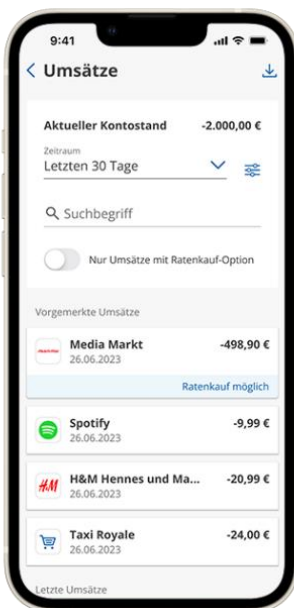 9:41
Umsätze
Aktueller Kontostand -2.000,00 €
Zeitraum
Letzten 30 Tage
Suchbegriff
Nur Umsätze mit Ratenkauf-Option
Vorgemerkte Umsätze
Media Markt -498,90 €
26.06.2023
Ratenkauf möglich
Spotify -9,99 €
26.06.2023
H&M H&M Hennes und Ma... -20,99 €
26.06.2023
Taxi Royale -24,00 €
26.06.2023
Letzte Umsätze